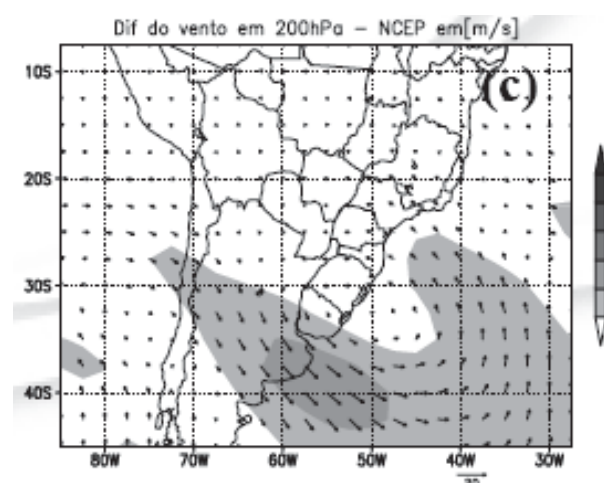 Dif do vento em 200hPa - NCEP em[m/s]
(c)
10S
20S
30S
40S
80W 70W 60W 50W 40W 30W